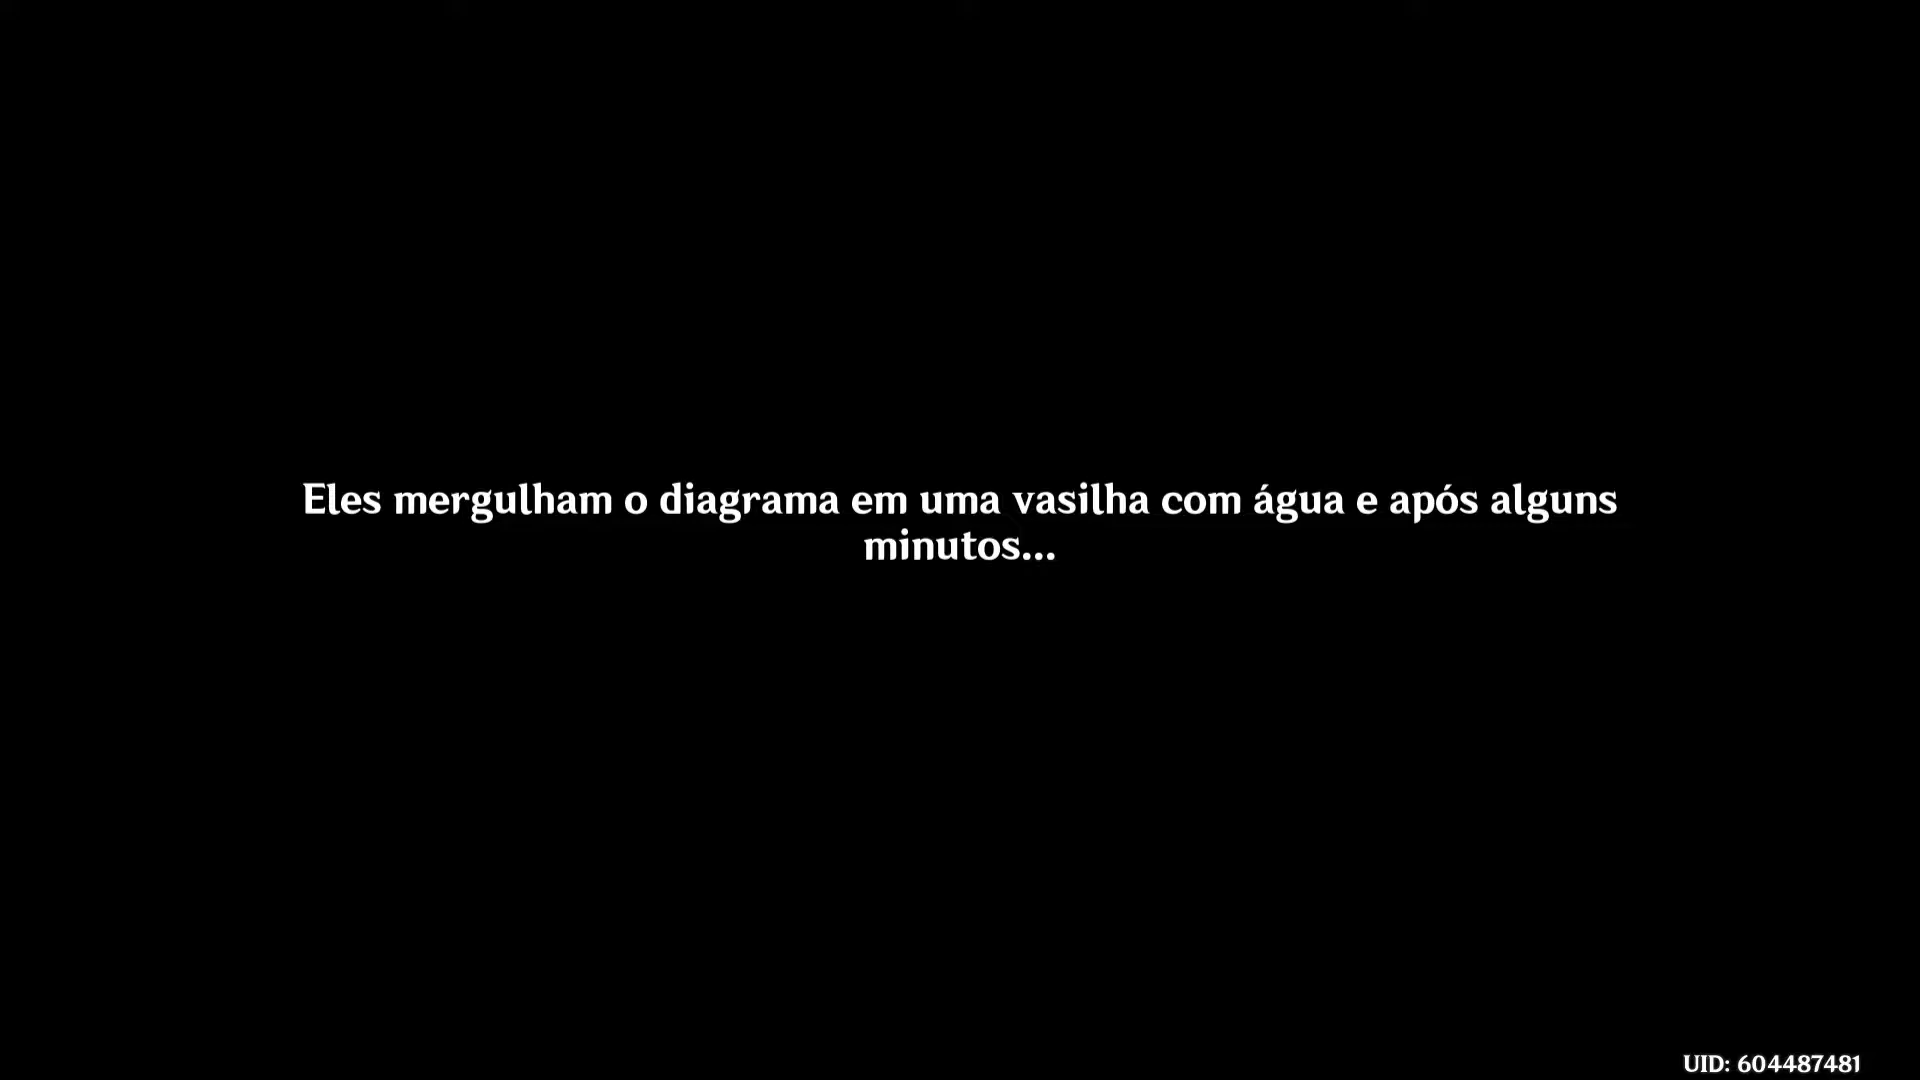 Eles mergulham o diagrama em uma vasilha com água e após alguns
minutos...
UID: 604487481